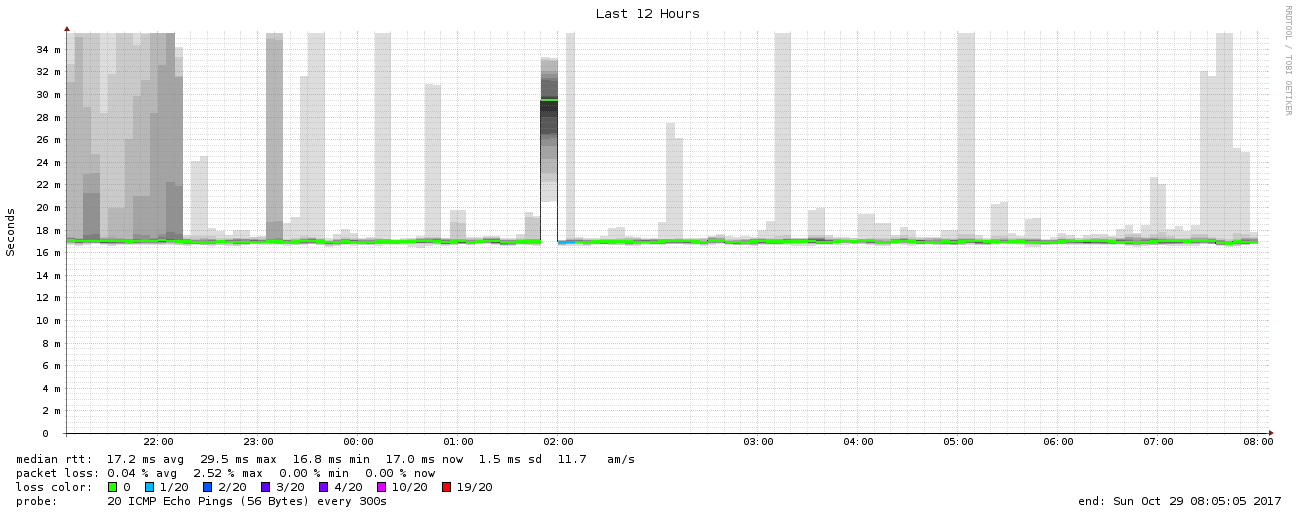 Last 12 Hours
RRDTOOL / TOBI OETIKER
Seconds
34 m
32 m
30 m
28 m
26 m
24 m
22 m
20 m
18 m
16 m
14 m
12 m
10 m
8 m
6 m
4 m
2 m
0
22:00 23:00 00:00 01:00 02:00 03:00 04:00 05:00 06:00 07:00 08:00
median rtt: 17.2 ms avg 29.5 ms max 16.8 ms min 17.0 ms now 1.5 ms sd 11.7 am/s
packet loss: 0.04 % avg 2.52 % max 0.00 % min 0.00 % now
loss color: 0 1/20 2/20 3/20 4/20 10/20 19/20
probe: 20 ICMP Echo Pings (56 Bytes) every 300s end: Sun Oct 29 08:05:05 2017